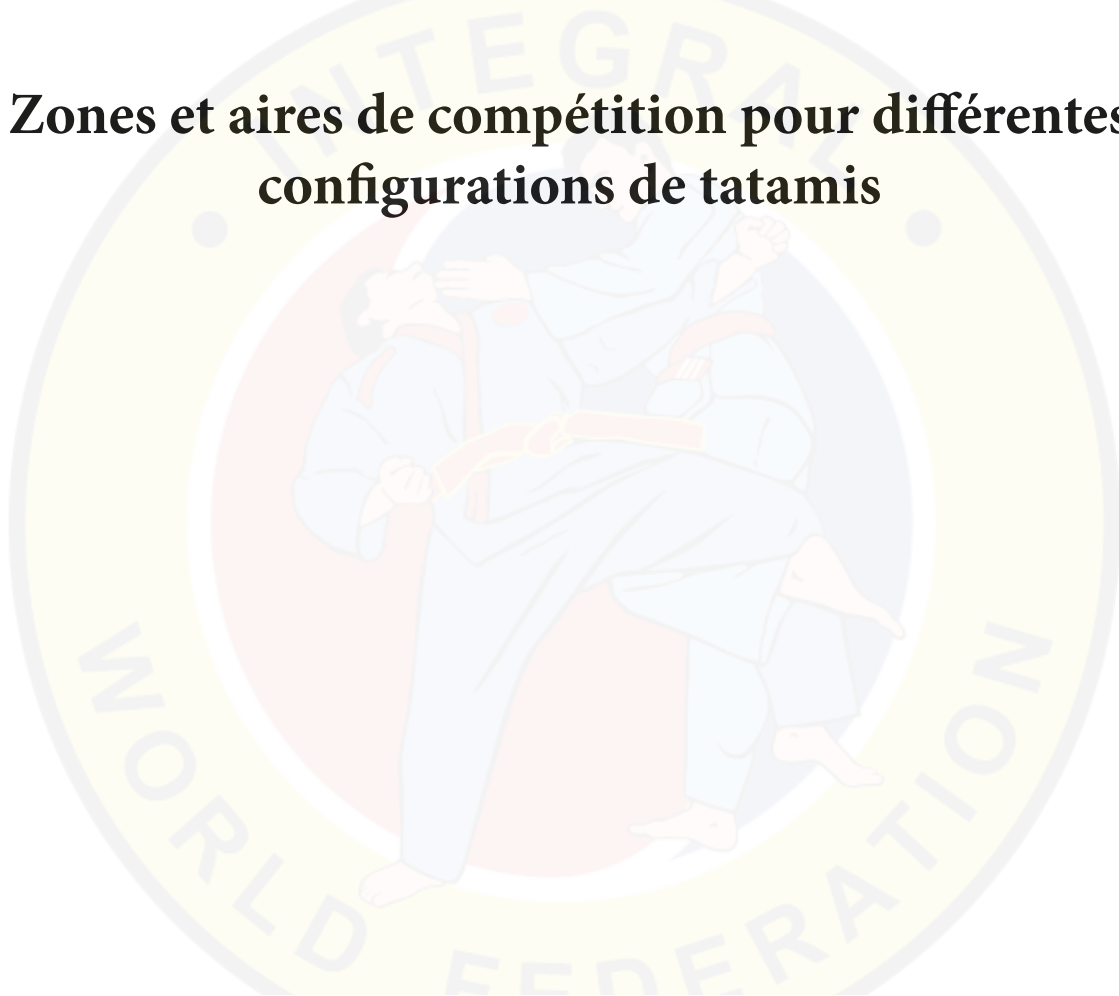 INTEGRAL
Zones et aires de compétition pour différentes
configurations de tatamis
WORLD FEDERATION